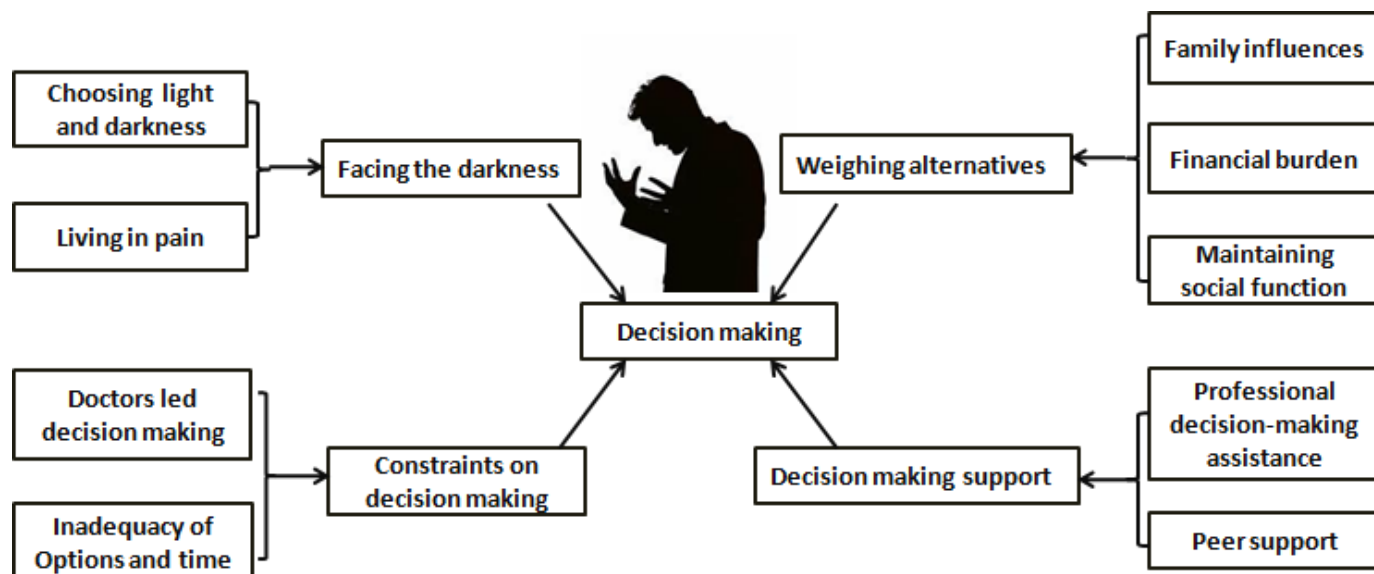 Choosing light
and darkness
Living in pain
Facing the darkness
Family influences
Financial burden
Maintaining
social function
Weighing alternatives
Decision making
Doctors led
decision making
Inadequacy of
Options and time
Constraints on
decision making
Professional
decision-making
assistance
Peer support
Decision making support